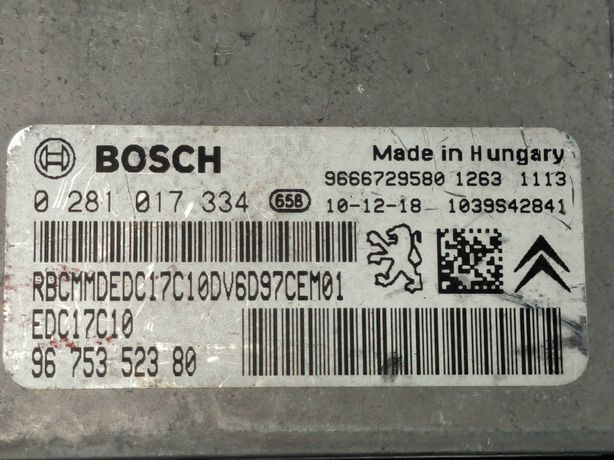 BOSCH
Made in Hungary
9666729580 1263 1113
0 281 017 334 658 10-12-18 1039S42841
RBCMMDEDC17C10DV6D97CEM01
EDC17C10
96 753 523 80